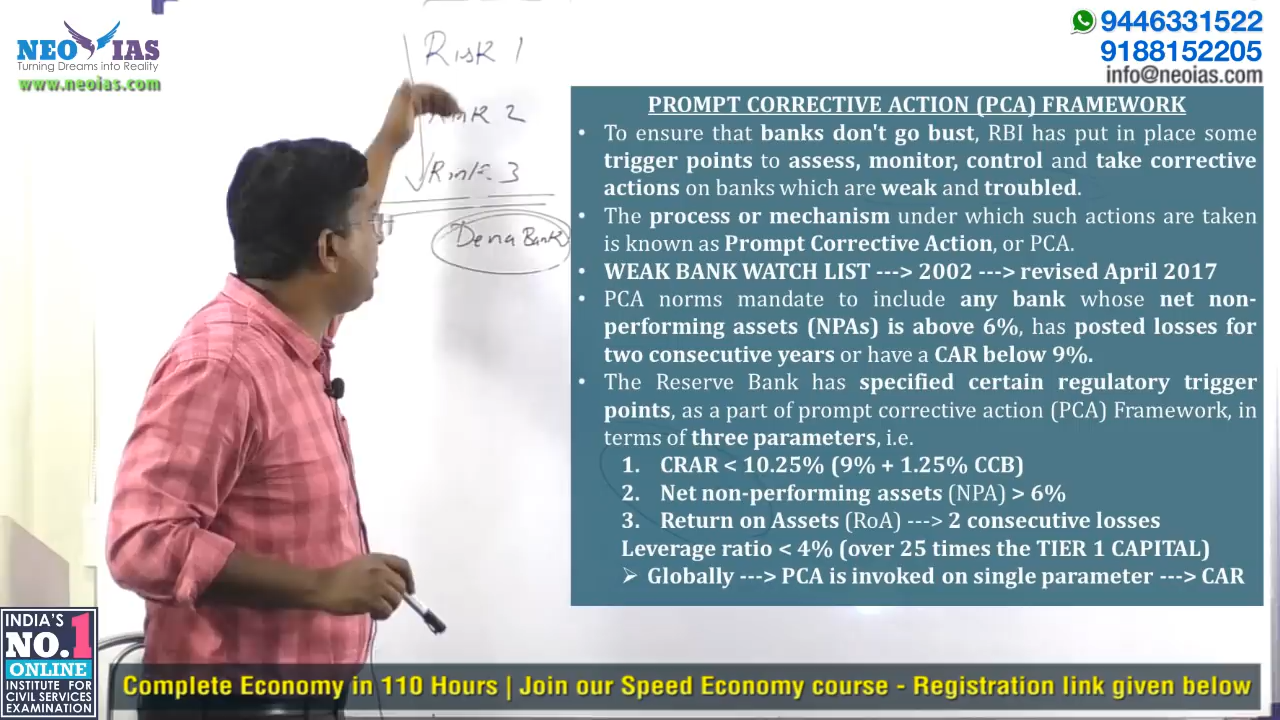 NEO IAS
Turning Dreams into Reality
www.neoias.com
9446331522
9188152205
info@neoias.com
Risk 1
Risk 2
Risk 3
Dena Bank
PROMPT CORRECTIVE ACTION (PCA) FRAMEWORK
• To ensure that banks don't go bust, RBI has put in place some
trigger points to assess, monitor, control and take corrective
actions on banks which are weak and troubled.
• The process or mechanism under which such actions are taken
is known as Prompt Corrective Action, or PCA.
• WEAK BANK WATCH LIST ---> 2002 ---> revised April 2017
• PCA norms mandate to include any bank whose net non-
performing assets (NPAs) is above 6%, has posted losses for
two consecutive years or have a CAR below 9%.
• The Reserve Bank has specified certain regulatory trigger
points, as a part of prompt corrective action (PCA) Framework, in
terms of three parameters, i.e.
1. CRAR < 10.25% (9% + 1.25% CCB)
2. Net non-performing assets (NPA) > 6%
3. Return on Assets (RoA) ---> 2 consecutive losses
Leverage ratio < 4% (over 25 times the TIER 1 CAPITAL)
➢ Globally ---> PCA is invoked on single parameter ---> CAR
INDIA'S
NO.1
ONLINE
INSTITUTE FOR
CIVIL SERVICES
EXAMINATION
Complete Economy in 110 Hours | Join our Speed Economy course - Registration link given below